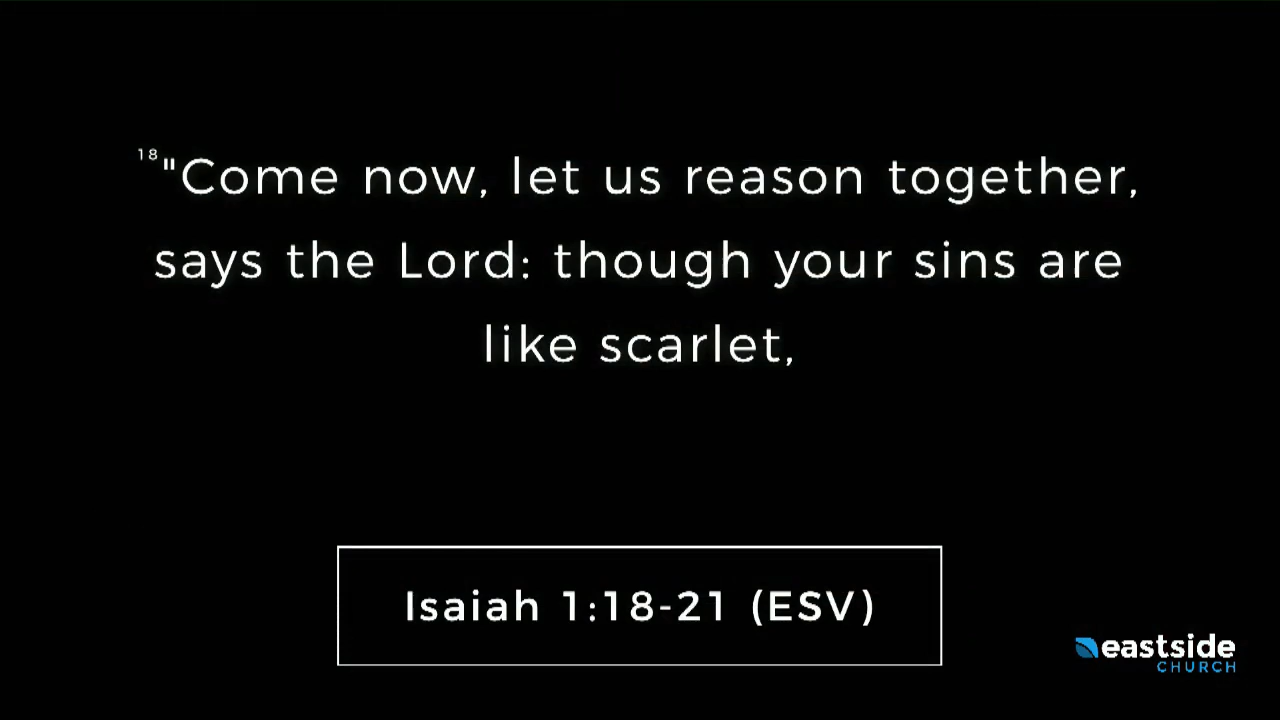 18"Come now, let us reason together,
says the Lord: though your sins are
like scarlet,
Isaiah 1:18-21 (ESV)
eastside
CHURCH